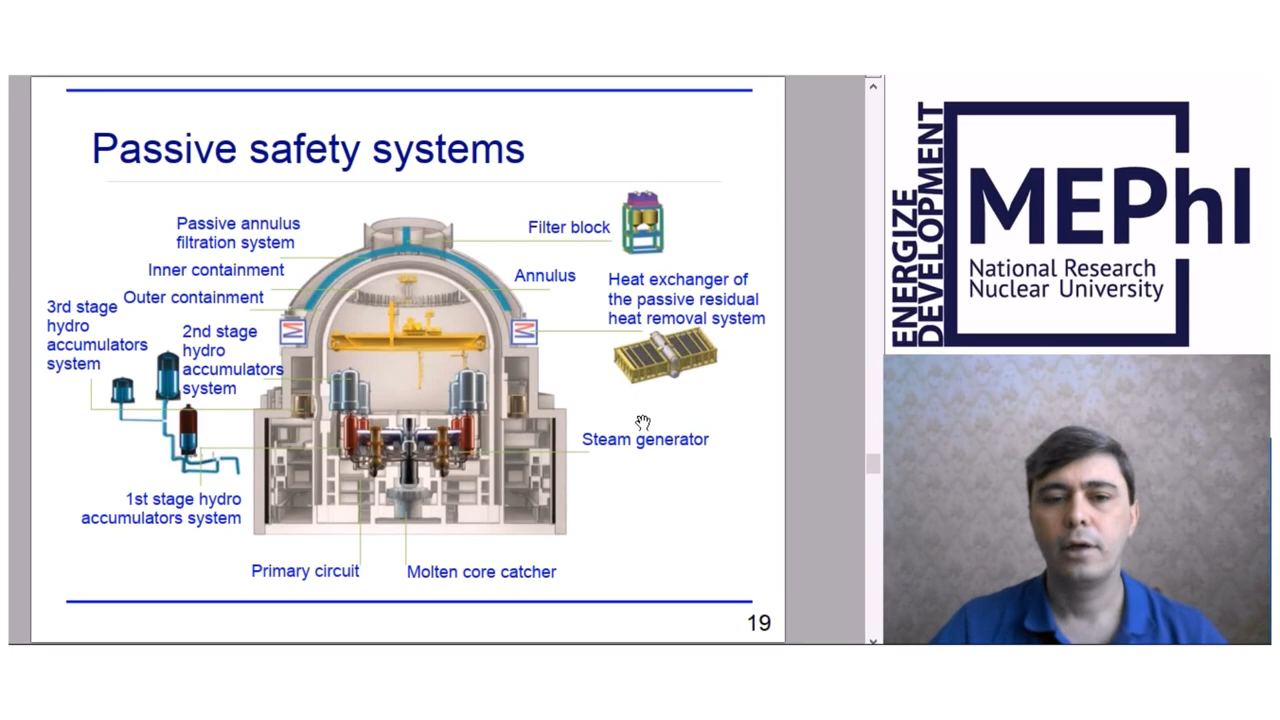 Passive safety systems
Passive annulus
filtration system
Filter block
Inner containment
Annulus
Outer containment
Heat exchanger of
the passive residual
heat removal system
3rd stage
hydro
accumulators
system
2nd stage
hydro
accumulators
system
Steam generator
1st stage hydro
accumulators system
Primary circuit
Molten core catcher
19
ENERGIZE
DEVELOPMENT
MEPhI
National Research
Nuclear University